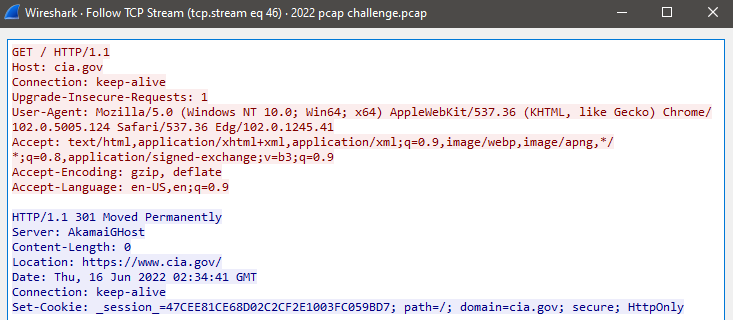 Wireshark · Follow TCP Stream (tcp.stream eq 46) · 2022 pcap challenge.pcap
GET / HTTP/1.1
Host: cia.gov
Connection: keep-alive
Upgrade-Insecure-Requests: 1
User-Agent: Mozilla/5.0 (Windows NT 10.0; Win64; x64) AppleWebKit/537.36 (KHTML, like Gecko) Chrome/
102.0.5005.124 Safari/537.36 Edg/102.0.1245.41
Accept: text/html,application/xhtml+xml,application/xml;q=0.9,image/webp,image/apng,*/
*;q=0.8,application/signed-exchange;v=b3;q=0.9
Accept-Encoding: gzip, deflate
Accept-Language: en-US,en;q=0.9
HTTP/1.1 301 Moved Permanently
Server: AkamaiGHost
Content-Length: 0
Location: https://www.cia.gov/
Date: Thu, 16 Jun 2022 02:34:41 GMT
Connection: keep-alive
Set-Cookie: _session_=47CEE81CE68D02C2CF2E1003FC059BD7; path=/; domain=cia.gov; secure; HttpOnly